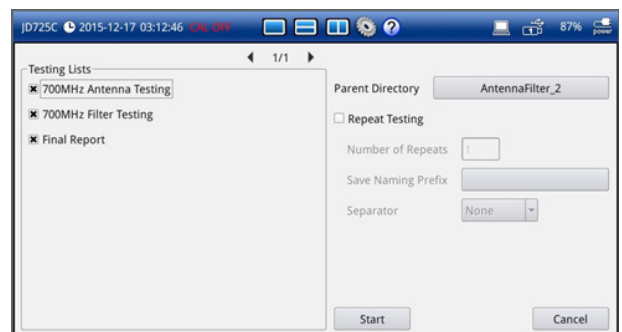 JD725C 2015-12-17 03:12:46 CAL OFF ? 87% power
1/1
Testing Lists
700MHz Antenna Testing
700MHz Filter Testing
Final Report
Parent Directory AntennaFilter_2
Repeat Testing
Number of Repeats 1
Save Naming Prefix
Separator None
Start Cancel